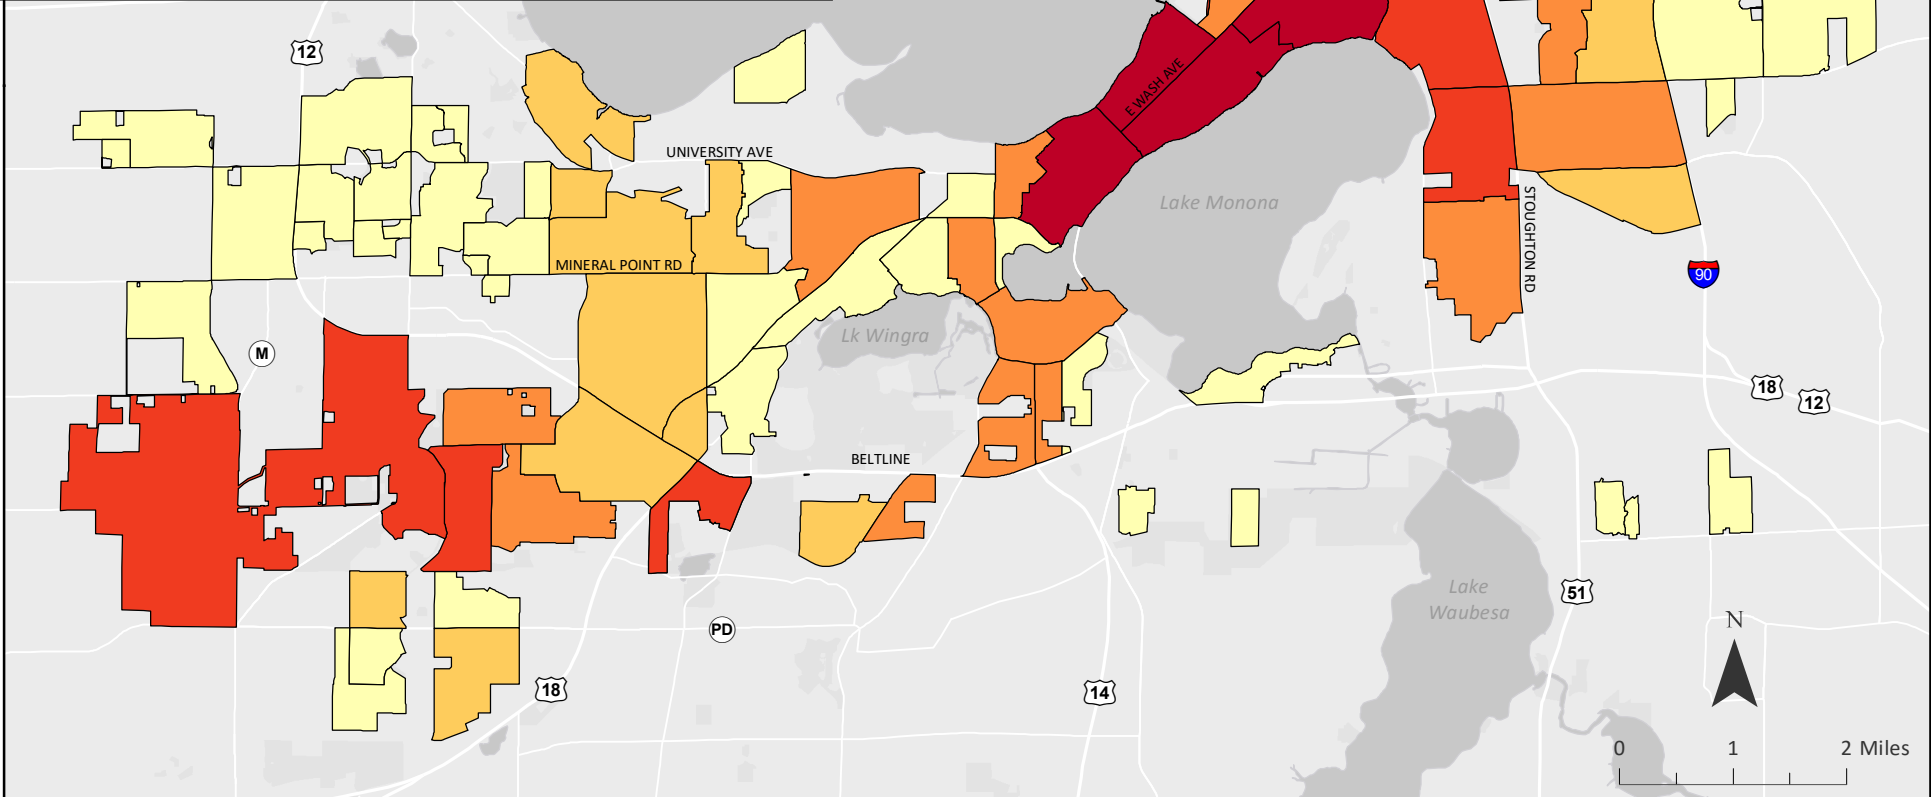 12
E WASH AVE
UNIVERSITY AVE
Lake Monona
STOUGHTON RD
MINERAL POINT RD
90
Lk Wingra
M
18
12
BELTLINE
Lake
Waubesa
51
N
PD
18
14
0 1 2 Miles